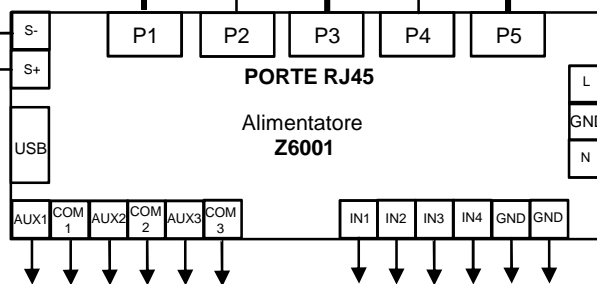 S-
P1
P2
P3
P4
P5
S+
PORTE RJ45
L
USB
Alimentatore
Z6001
GND
N
AUX1
COM
1
AUX2
COM
2
AUX3
COM
3
IN1
IN2
IN3
IN4
GND
GND